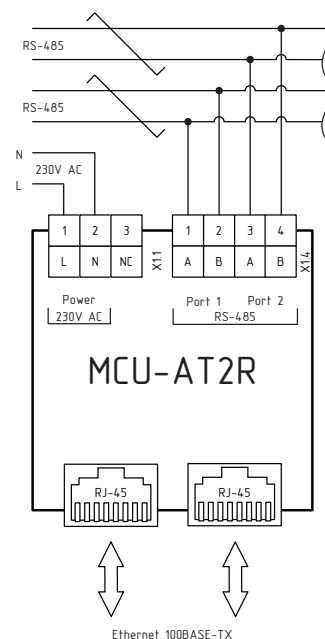 RS-485
RS-485
N
230V AC
L
1 2 3
L N NC
X1.1
1 2 3 4
A B A B
X1.4
Power
230V AC
Port 1 Port 2
RS-485
MCU-AT2R
RJ-45 RJ-45
Ethernet 100BASE-TX